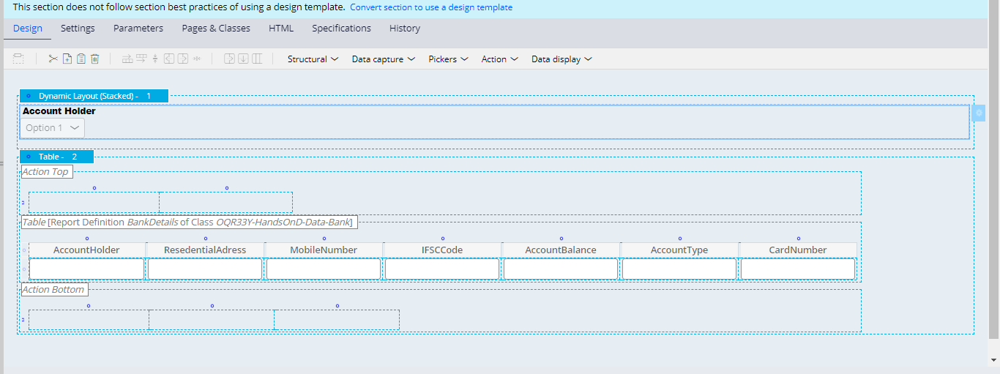 This section does not follow section best practices of using a design template. Convert section to use a design template
Design Settings Parameters Pages & Classes HTML Specifications History
Structural Data capture Pickers Action Data display
Dynamic Layout (Stacked) - 1
Account Holder
Option 1
Table - 2
Action Top
Table [Report Definition BankDetails of Class OQR33Y-HandsOnD-Data-Bank]
AccountHolder ResedentialAdress MobileNumber IFSCCode AccountBalance AccountType CardNumber
Action Bottom